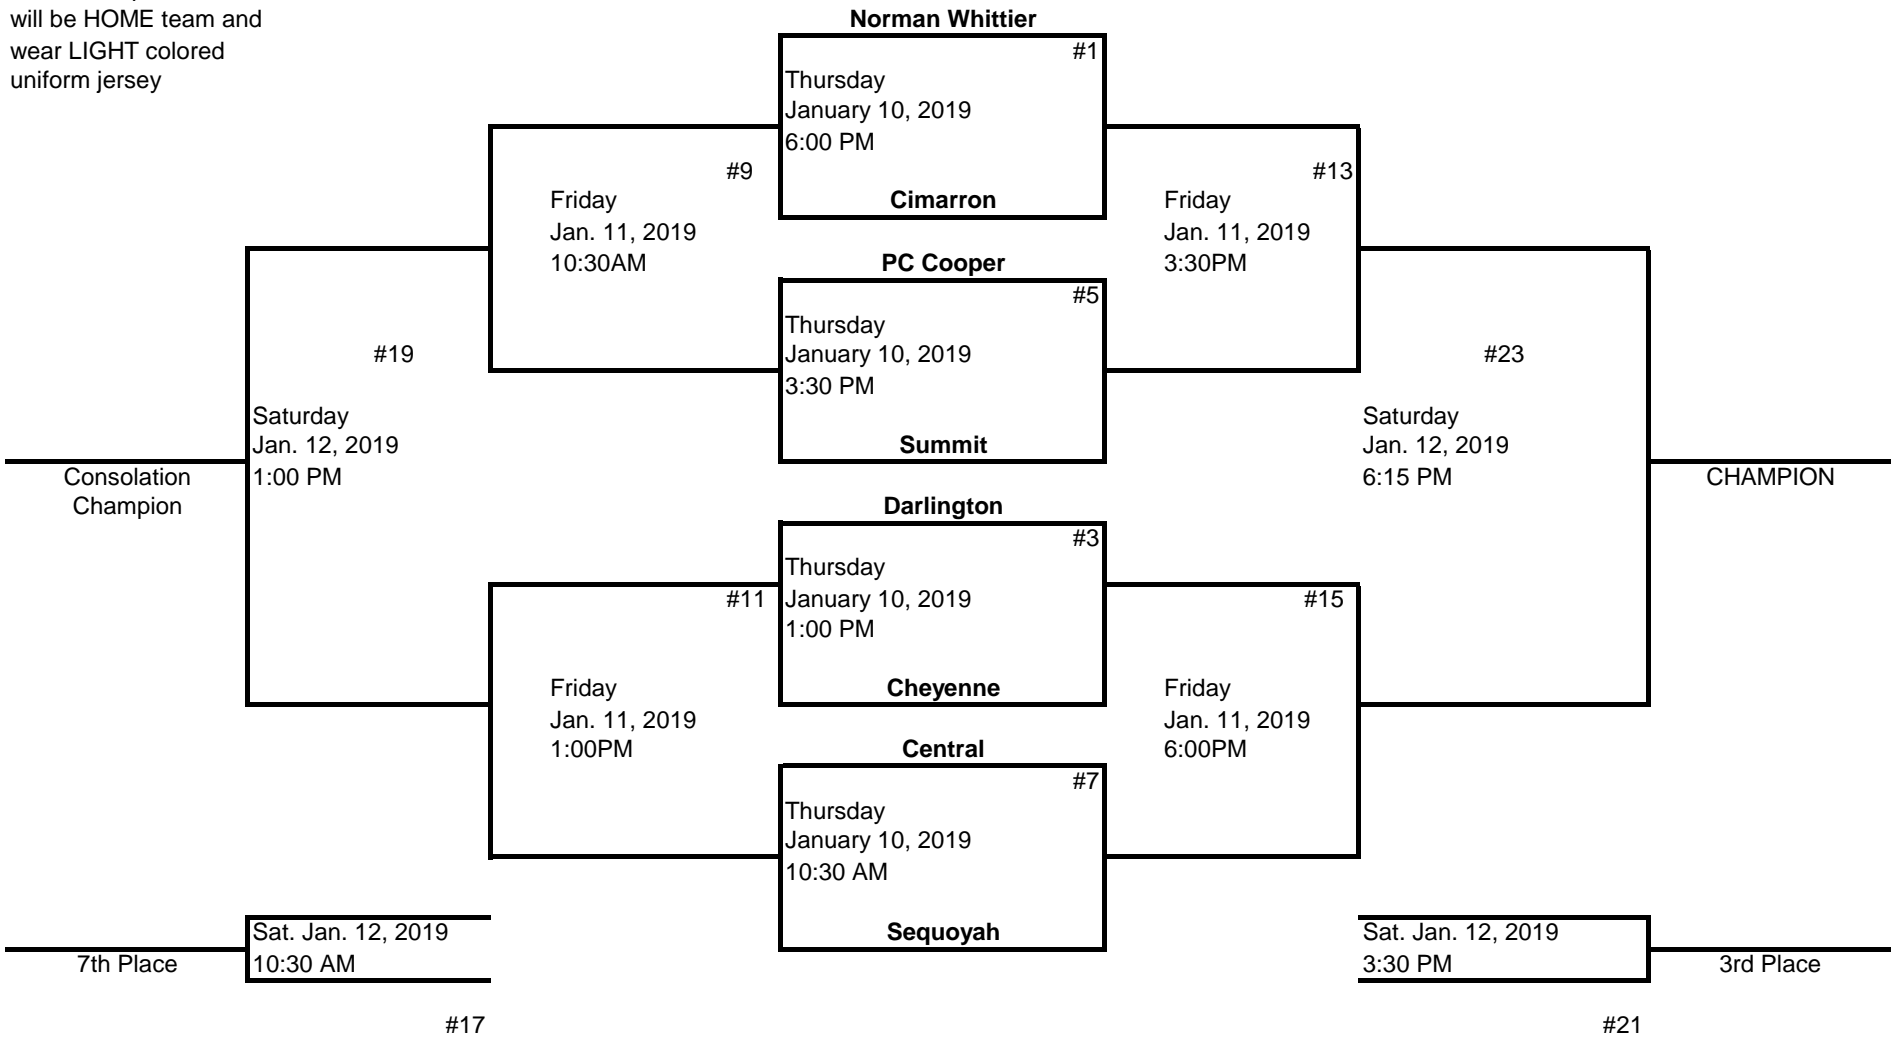 will be HOME team and
wear LIGHT colored
uniform jersey
Norman Whittier
#1
Thursday
January 10, 2019
6:00 PM
Cimarron
#9
Friday
Jan. 11, 2019
10:30AM
#13
Friday
Jan. 11, 2019
3:30PM
PC Cooper
#5
Thursday
January 10, 2019
3:30 PM
Summit
#19
Saturday
Jan. 12, 2019
1:00 PM
Consolation
Champion
#23
Saturday
Jan. 12, 2019
6:15 PM
CHAMPION
Darlington
#3
Thursday
January 10, 2019
1:00 PM
Cheyenne
#11
Friday
Jan. 11, 2019
1:00PM
#15
Friday
Jan. 11, 2019
6:00PM
Central
#7
Thursday
January 10, 2019
10:30 AM
Sequoyah
Sat. Jan. 12, 2019
10:30 AM
7th Place
#17
Sat. Jan. 12, 2019
3:30 PM
3rd Place
#21